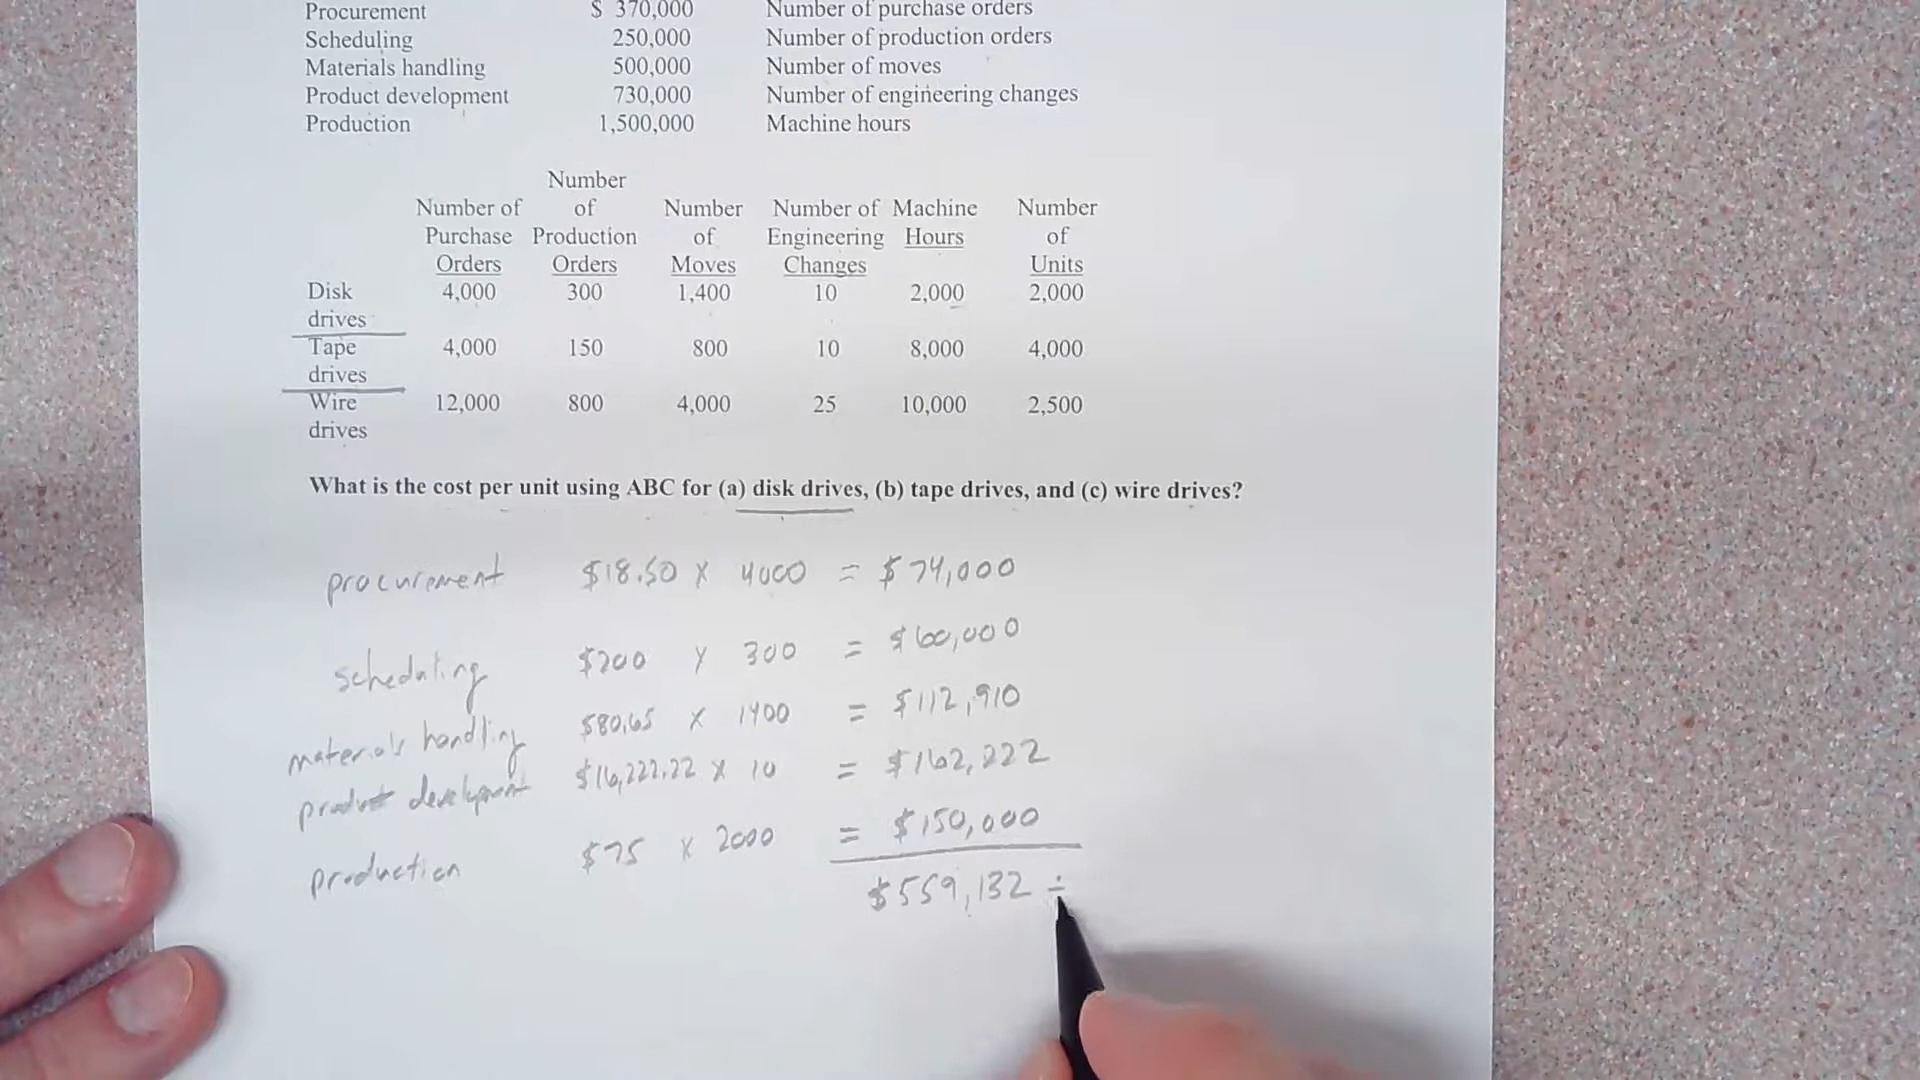 Procurement $ 370,000 Number of purchase orders
Scheduling 250,000 Number of production orders
Materials handling 500,000 Number of moves
Product development 730,000 Number of engineering changes
Production 1,500,000 Machine hours
Number
Number of of Number Number of Machine Number
Purchase Production of Engineering Hours of
Orders Orders Moves Changes Units
Disk 4,000 300 1,400 10 2,000 2,000
drives
Tape 4,000 150 800 10 8,000 4,000
drives
Wire 12,000 800 4,000 25 10,000 2,500
drives
What is the cost per unit using ABC for (a) disk drives, (b) tape drives, and (c) wire drives?
procurement $18.50 x 4000 = $74,000
scheduling $200 x 300 = $60,000
materials handling $80.65 x 1400 = $112,910
product development $16,222.22 x 10 = $162,222
production $75 x 2000 = $150,000
$559,132 ÷